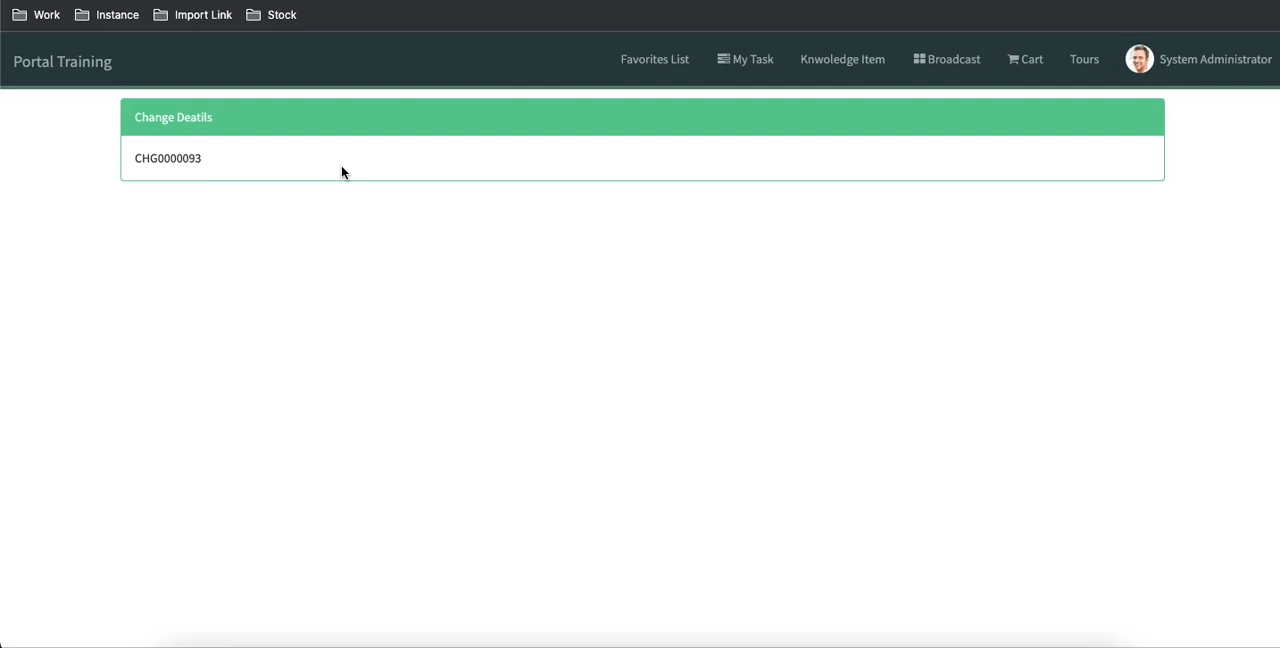 Work Instance Import Link Stock
Portal Training Favorites List My Task Knwoledge Item Broadcast Cart Tours System Administrator
Change Deatils
CHG0000093